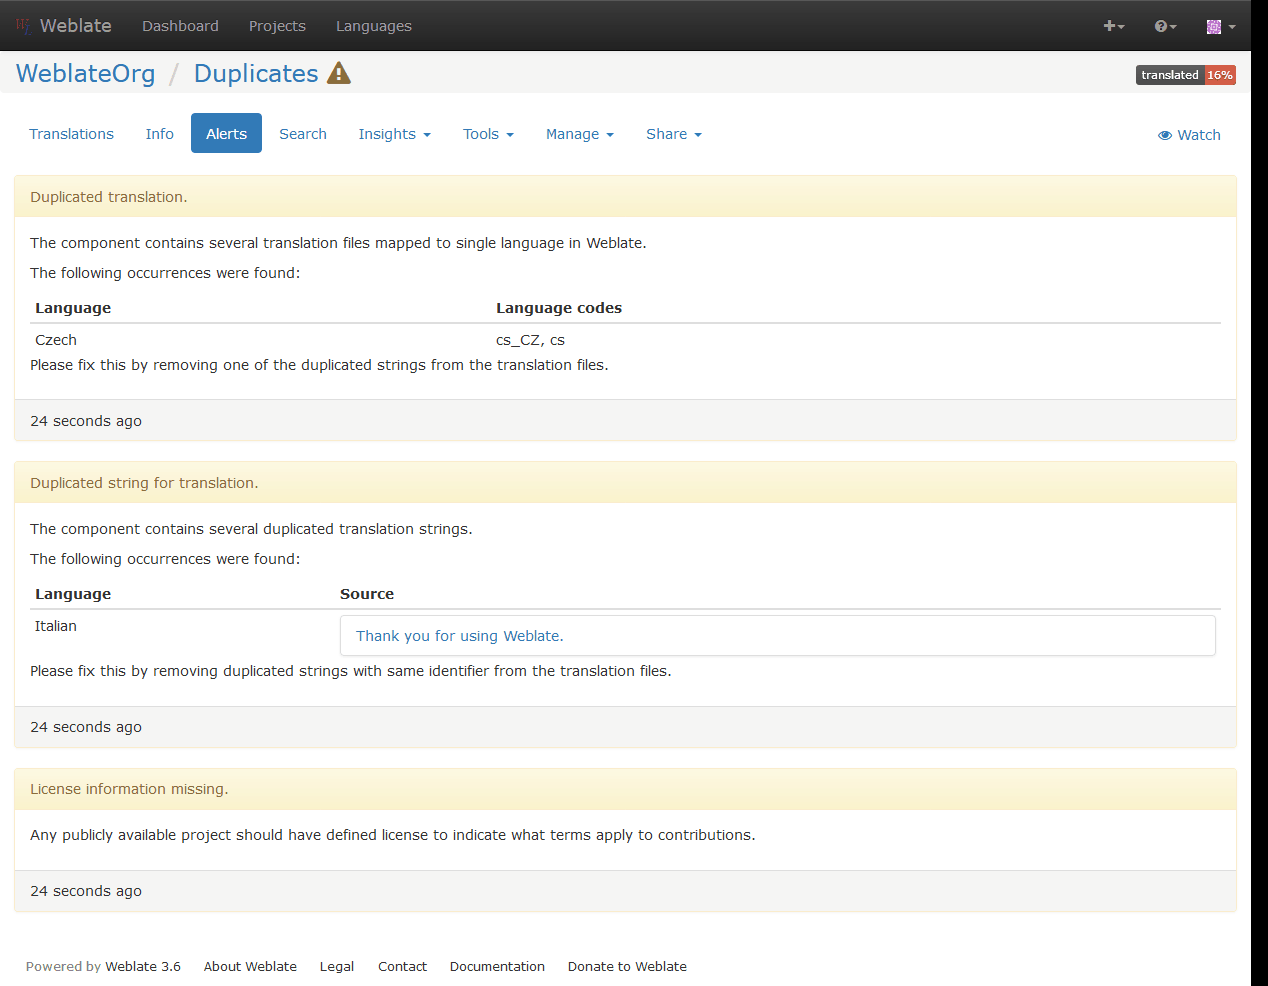 Weblate Dashboard Projects Languages
WeblateOrg / Duplicates translated 16%
Translations Info Alerts Search Insights Tools Manage Share Watch
Duplicated translation.
The component contains several translation files mapped to single language in Weblate.
The following occurrences were found:
Language Language codes
Czech cs_CZ, cs
Please fix this by removing one of the duplicated strings from the translation files.
24 seconds ago
Duplicated string for translation.
The component contains several duplicated translation strings.
The following occurrences were found:
Language Source
Italian Thank you for using Weblate.
Please fix this by removing duplicated strings with same identifier from the translation files.
24 seconds ago
License information missing.
Any publicly available project should have defined license to indicate what terms apply to contributions.
24 seconds ago
Powered by Weblate 3.6 About Weblate Legal Contact Documentation Donate to Weblate